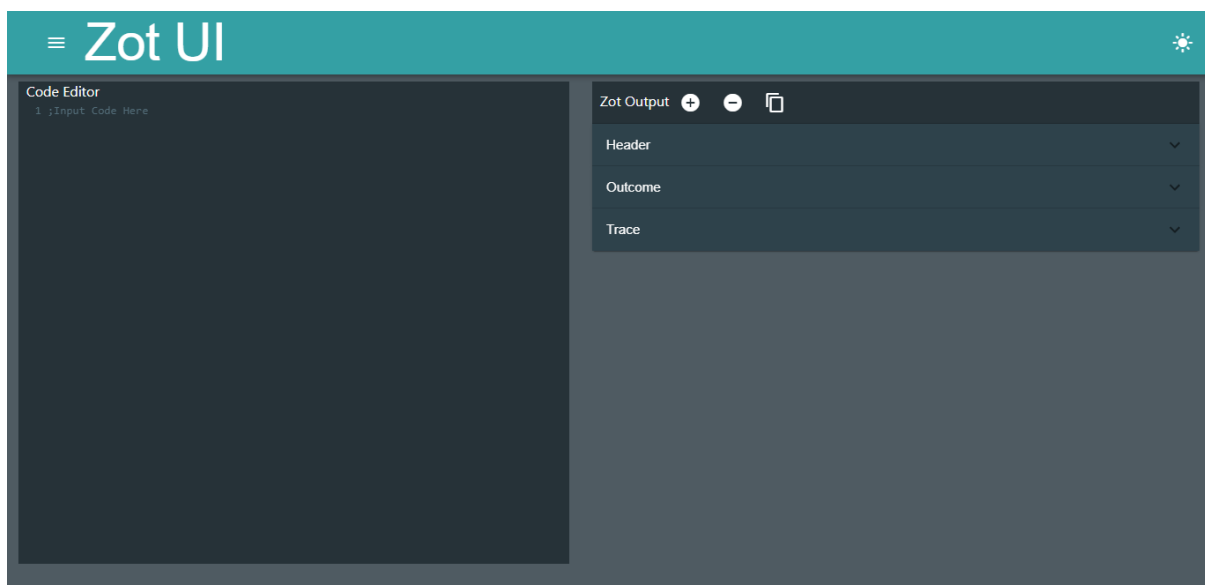 Zot UI
Code Editor
1 ;Input Code Here
Zot Output
Header
Outcome
Trace